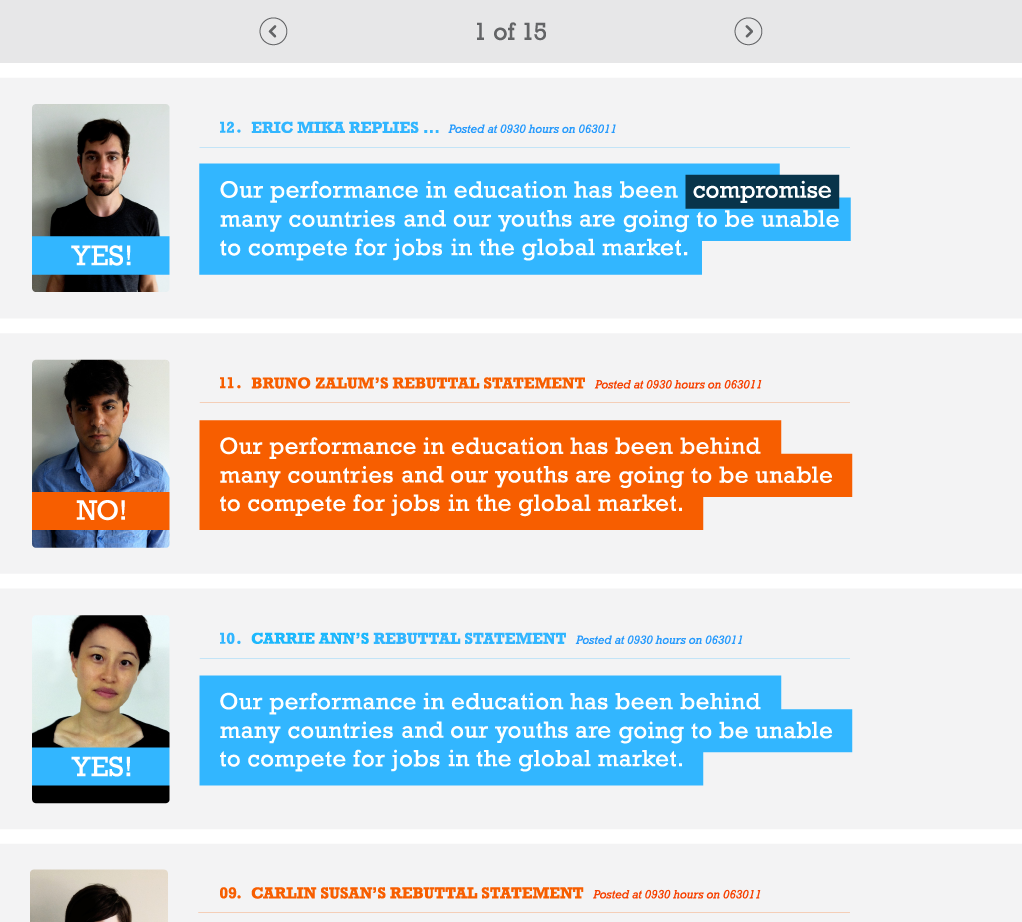 1 of 15
12. ERIC MIKA REPLIES ... Posted at 0930 hours on 063011
Our performance in education has been compromise
many countries and our youths are going to be unable
to compete for jobs in the global market.
YES!
11. BRUNO ZALUM'S REBUTTAL STATEMENT Posted at 0930 hours on 063011
Our performance in education has been behind
many countries and our youths are going to be unable
to compete for jobs in the global market.
NO!
10. CARRIE ANN'S REBUTTAL STATEMENT Posted at 0930 hours on 063011
Our performance in education has been behind
many countries and our youths are going to be unable
to compete for jobs in the global market.
YES!
09. CARLIN SUSAN'S REBUTTAL STATEMENT Posted at 0930 hours on 063011